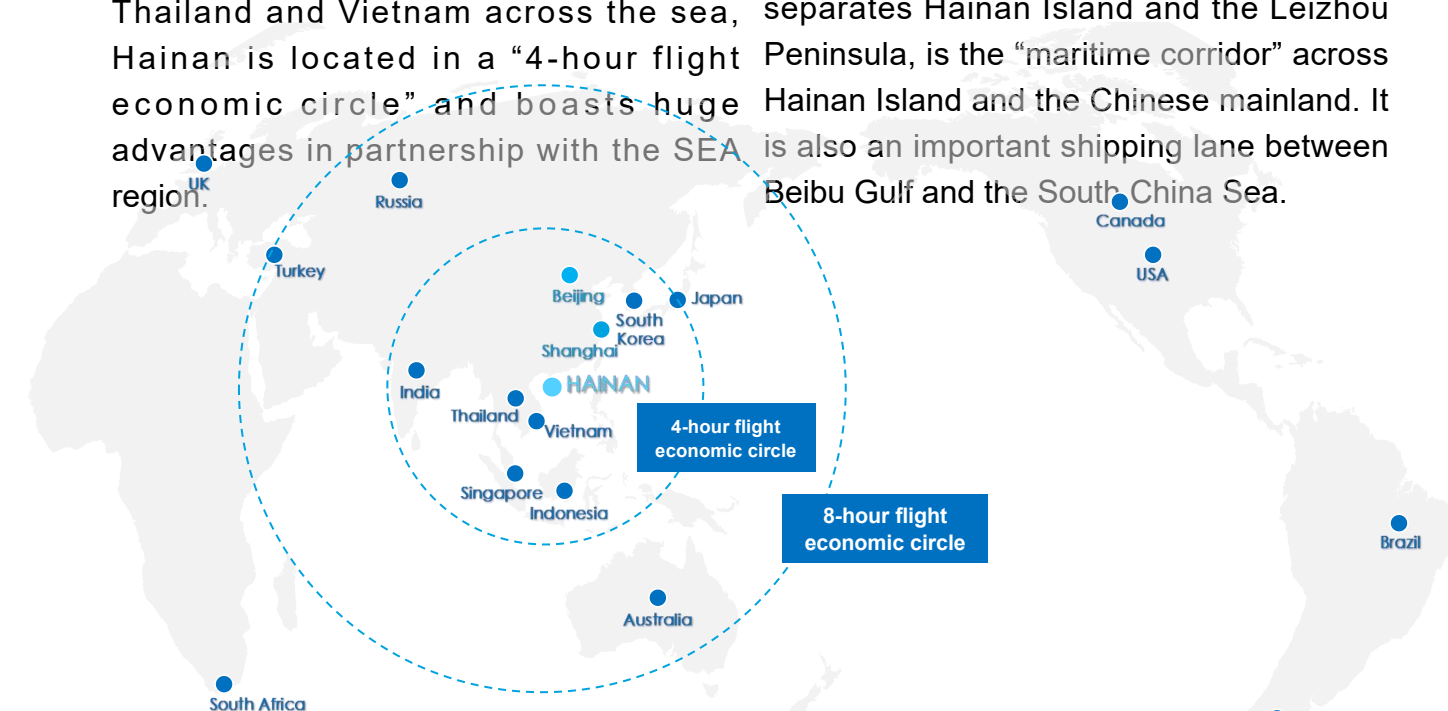 Thailand and Vietnam across the sea,
Hainan is located in a “4-hour flight
economic circle” and boasts huge
advantages in partnership with the SEA
region.
separates Hainan Island and the Leizhou
Peninsula, is the “maritime corridor” across
Hainan Island and the Chinese mainland. It
is also an important shipping lane between
Beibu Gulf and the South China Sea.
UK
Russia
Canada
Turkey
USA
Beijing
Japan
South
Korea
Shanghai
HAINAN
India
Thailand
Vietnam
4-hour flight
economic circle
Singapore
Indonesia
8-hour flight
economic circle
Brazil
Australia
South Africa